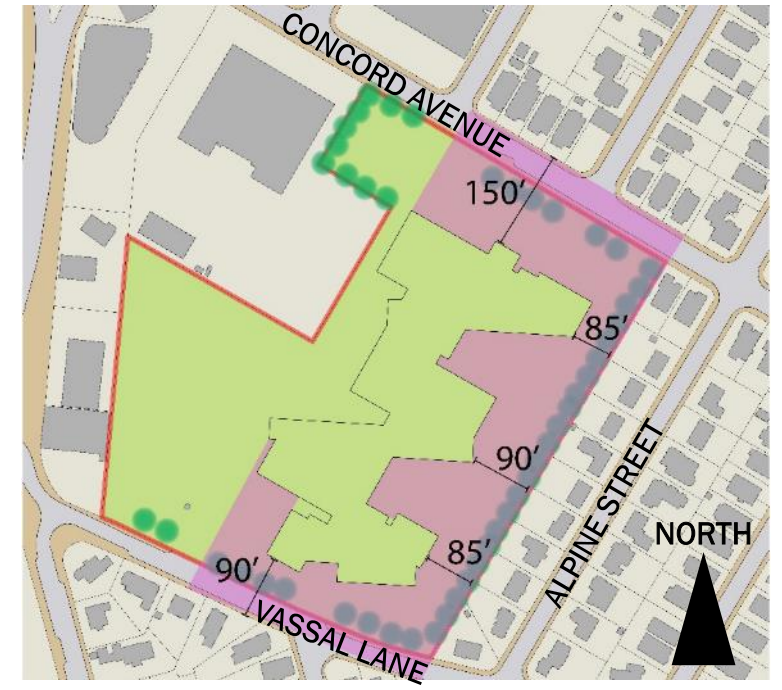 CONCORD AVENUE
150’
85’
90’
85’
90’
ALPINE STREET
NORTH
VASSAL LANE